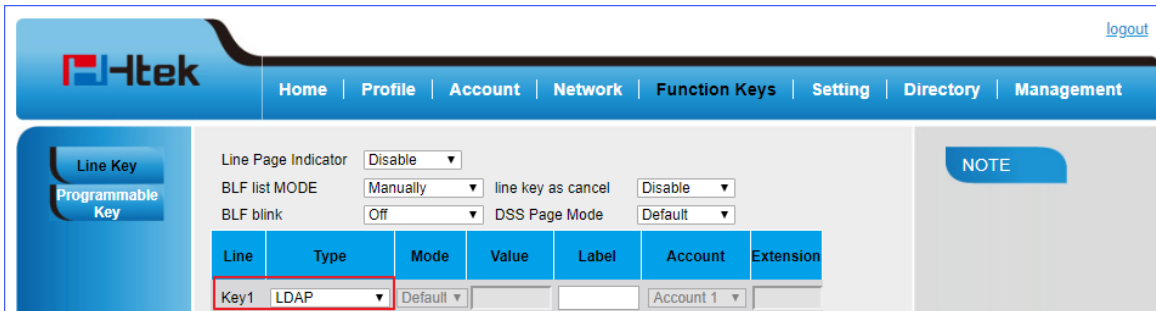 logout
Htek
Home | Profile | Account | Network | Function Keys | Setting | Directory | Management
Line Key
Programmable
Key
Line Page Indicator Disable
BLF list MODE Manually line key as cancel Disable
BLF blink Off DSS Page Mode Default
NOTE
Line Type Mode Value Label Account Extension
Key1 LDAP Default Account 1